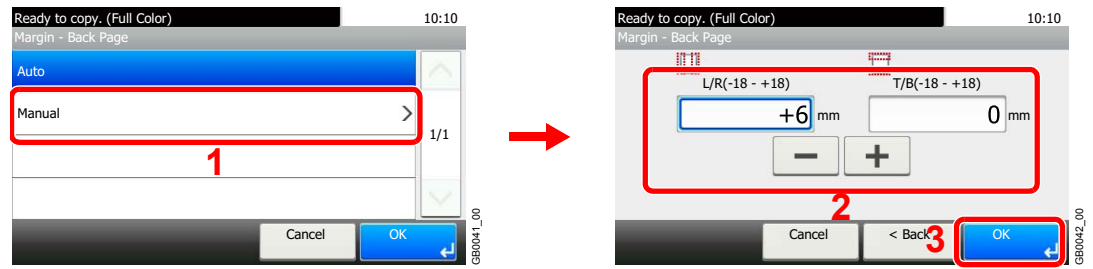 Ready to copy. (Full Color)
10:10
Margin - Back Page
Auto
Manual
>
1/1
1
Cancel
OK
GB0041_00
Ready to copy. (Full Color)
10:10
Margin - Back Page
L/R(-18 - +18)
T/B(-18 - +18)
+6 mm
0 mm
− +
2
Cancel
< Back
3
OK
GB0042_00